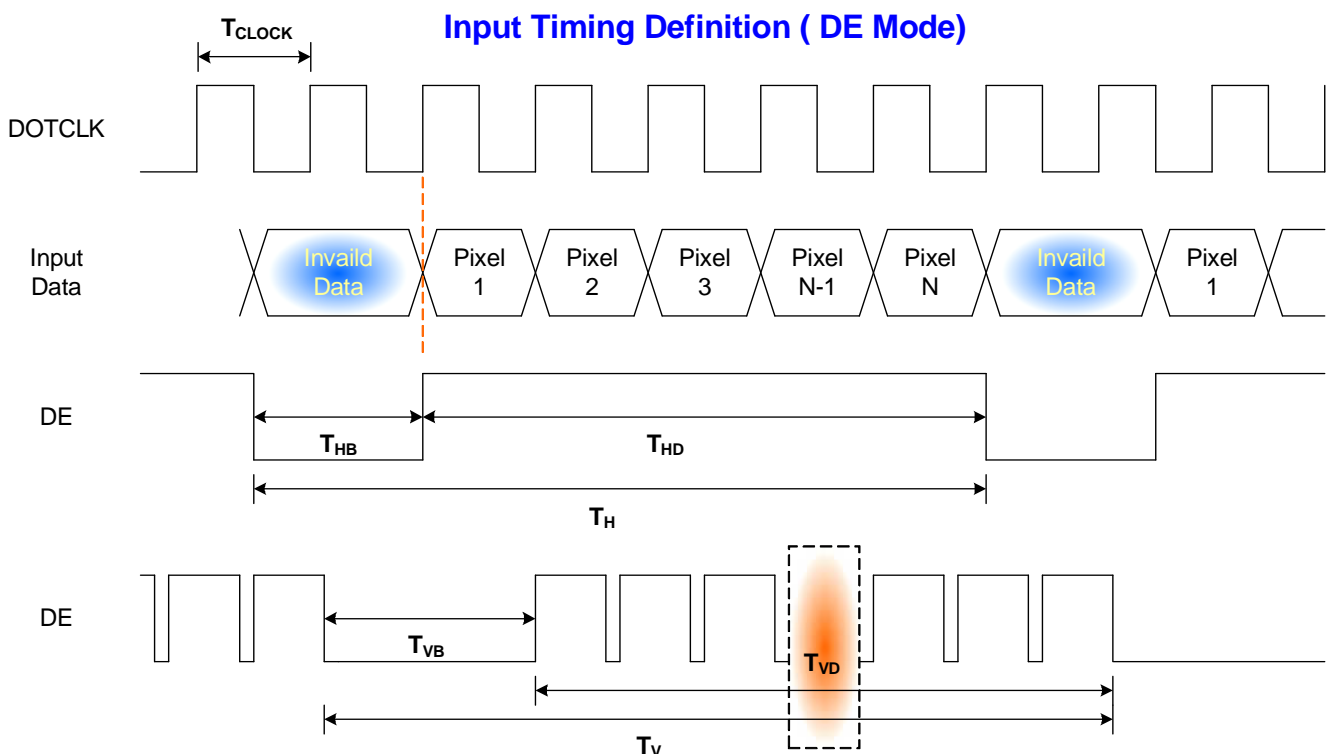 Input Timing Definition ( DE Mode)
TCLOCK
DOTCLK
Input
Data
Invaild
Data
Pixel
1
Pixel
2
Pixel
3
Pixel
N-1
Pixel
N
Invaild
Data
Pixel
1
DE
THB
THD
TH
DE
TVB
TVD
TV